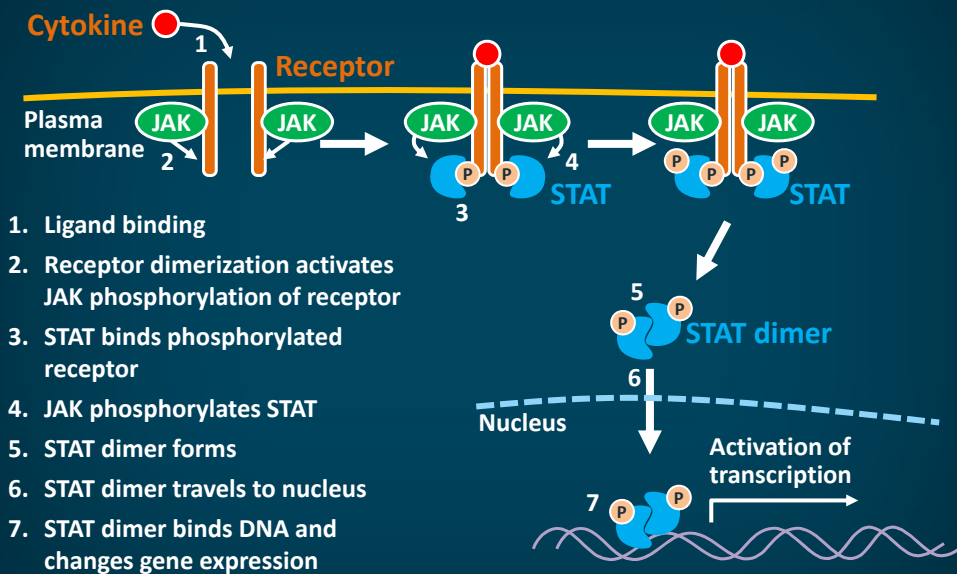 Cytokine
1
Receptor
Plasma
membrane
JAK
JAK
2
JAK
JAK
P
P
3
4
STAT
JAK
JAK
P
P
P
P
STAT
1. Ligand binding
2. Receptor dimerization activates
JAK phosphorylation of receptor
3. STAT binds phosphorylated
receptor
4. JAK phosphorylates STAT
5. STAT dimer forms
6. STAT dimer travels to nucleus
7. STAT dimer binds DNA and
changes gene expression
5
P
P
STAT dimer
6
Nucleus
Activation of
transcription
7
P
P